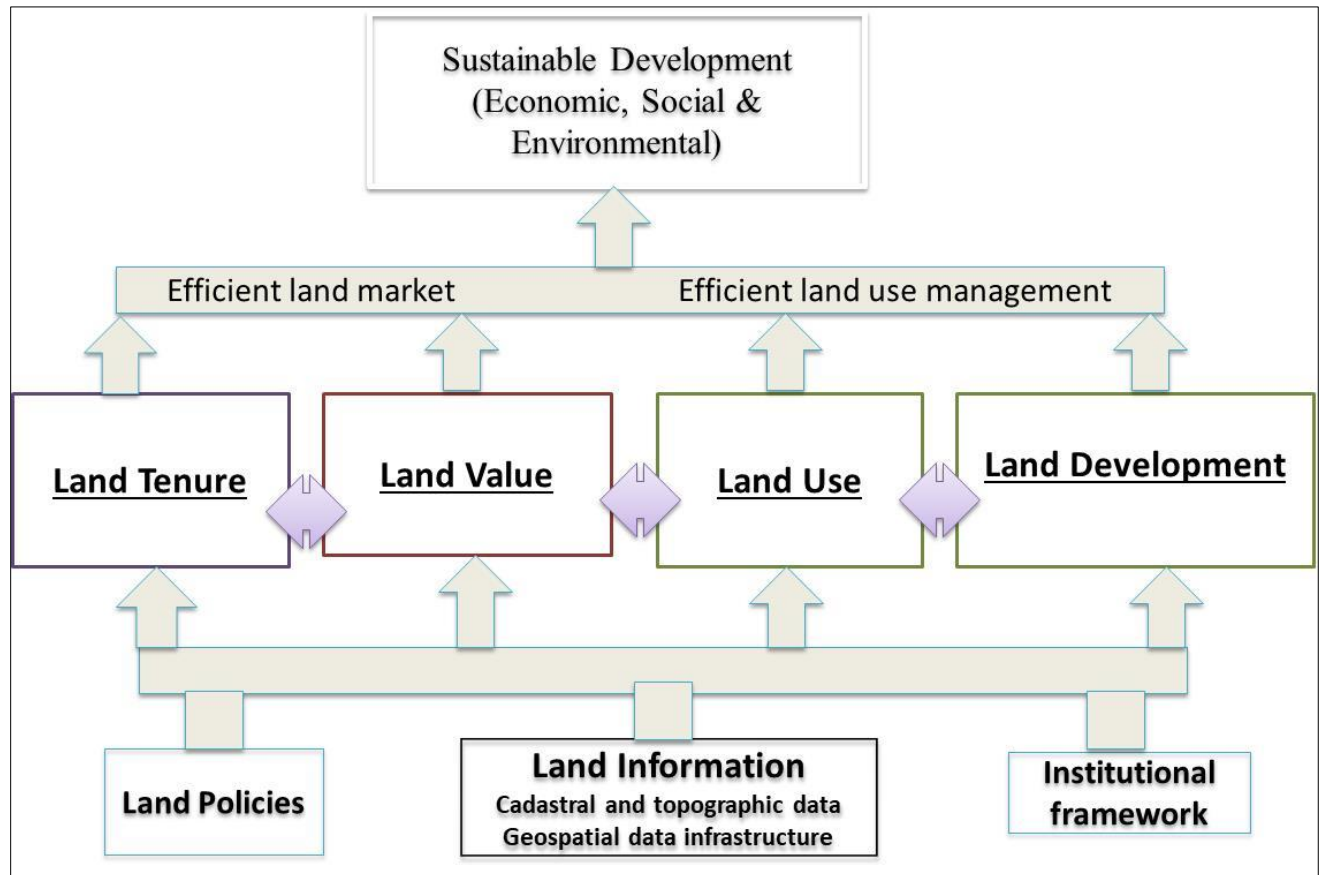 Sustainable Development
(Economic, Social &
Environmental)
Efficient land market
Efficient land use management
Land Tenure
Land Value
Land Use
Land Development
Land Policies
Land Information
Cadastral and topographic data
Geospatial data infrastructure
Institutional
framework